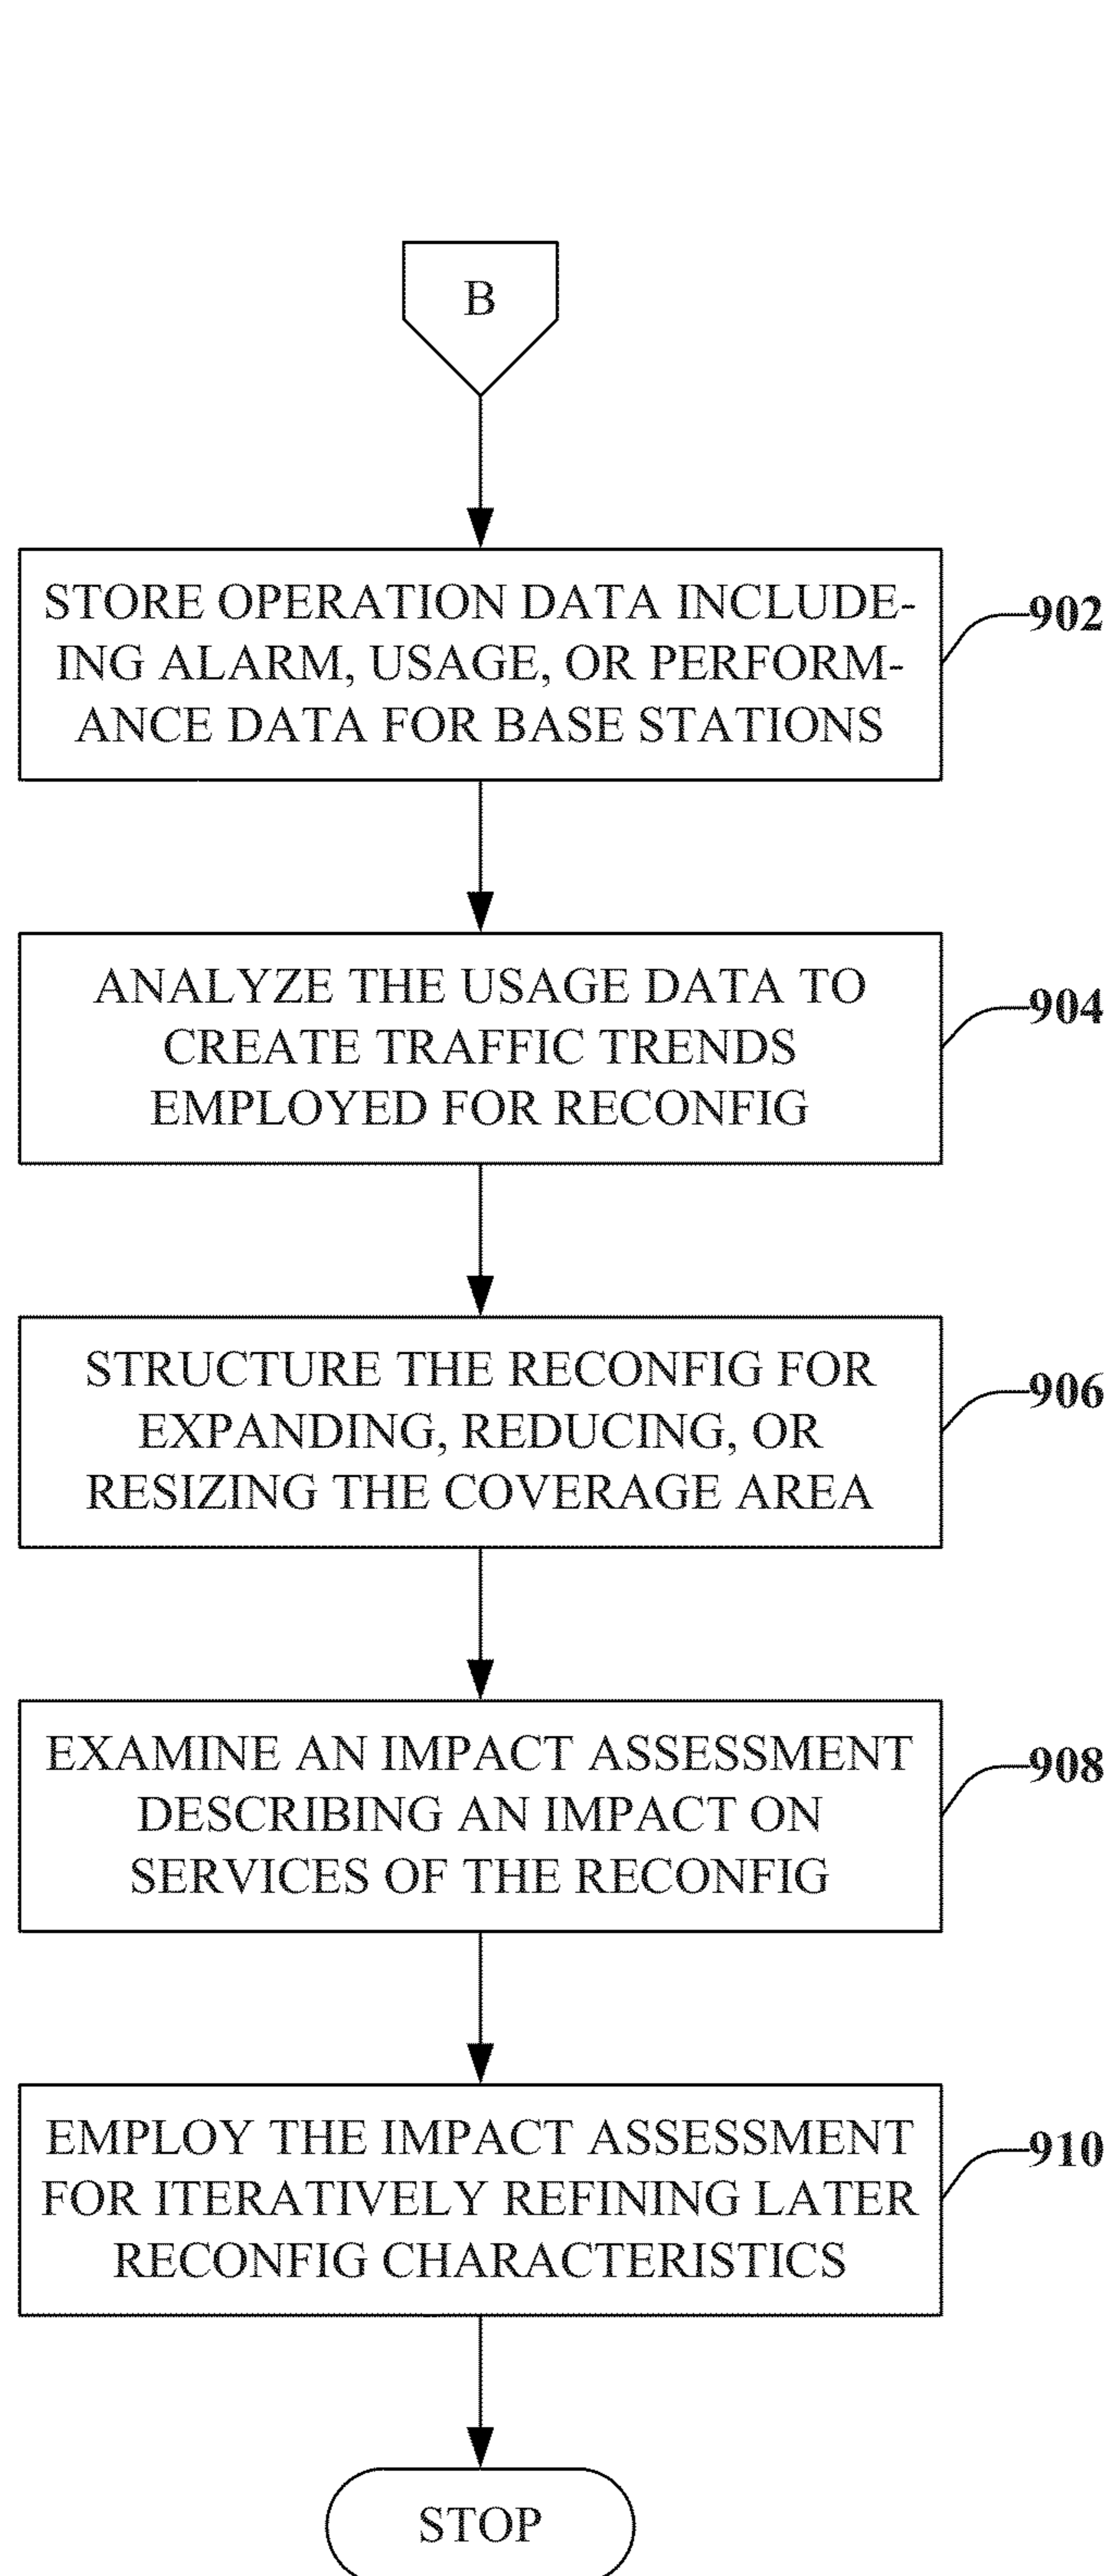 B
STORE OPERATION DATA INCLUDE-
ING ALARM, USAGE, OR PERFORM-
ANCE DATA FOR BASE STATIONS
902
ANALYZE THE USAGE DATA TO
CREATE TRAFFIC TRENDS
EMPLOYED FOR RECONFIG
904
STRUCTURE THE RECONFIG FOR
EXPANDING, REDUCING, OR
RESIZING THE COVERAGE AREA
906
EXAMINE AN IMPACT ASSESSMENT
DESCRIBING AN IMPACT ON
SERVICES OF THE RECONFIG
908
EMPLOY THE IMPACT ASSESSMENT
FOR ITERATIVELY REFINING LATER
RECONFIG CHARACTERISTICS
910
STOP